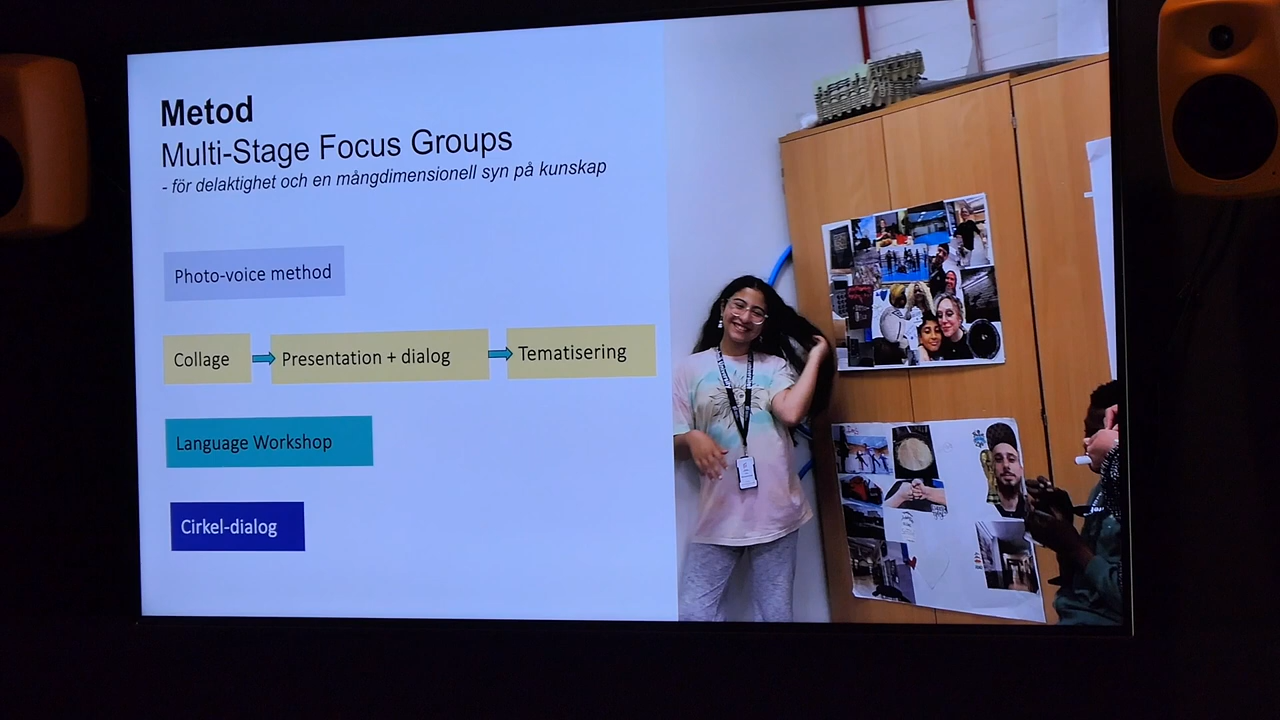 Metod
Multi-Stage Focus Groups
- för delaktighet och en mångdimensionell syn på kunskap
Photo-voice method
Collage
Presentation + dialog
Tematisering
Language Workshop
Cirkel-dialog